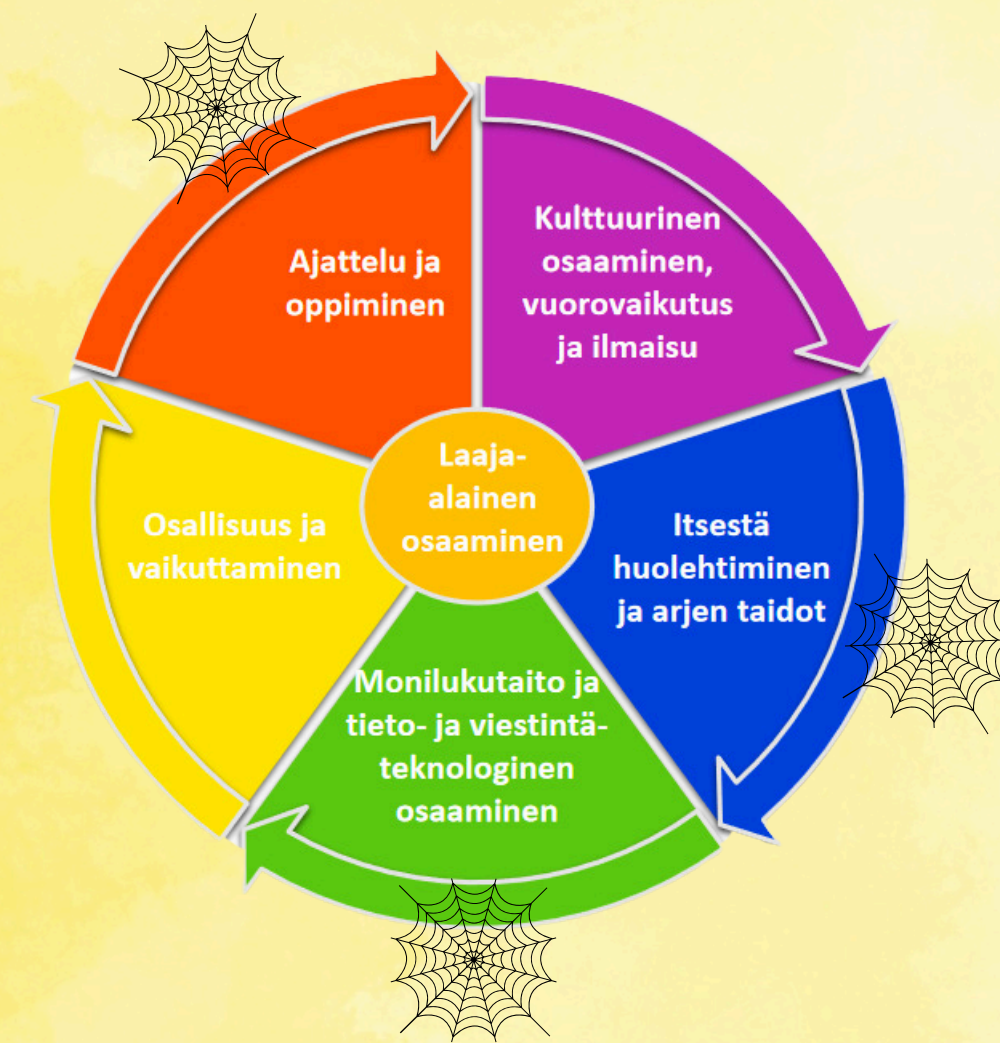 Ajattelu ja
oppiminen
Kulttuurinen
osaaminen,
vuorovaikutus
ja ilmaisu
Laaja-
alainen
osaaminen
Osallisuus ja
vaikuttaminen
Itsestä
huolehtiminen
ja arjen taidot
Monilukutaito ja
tieto- ja viestintä-
teknologinen
osaaminen